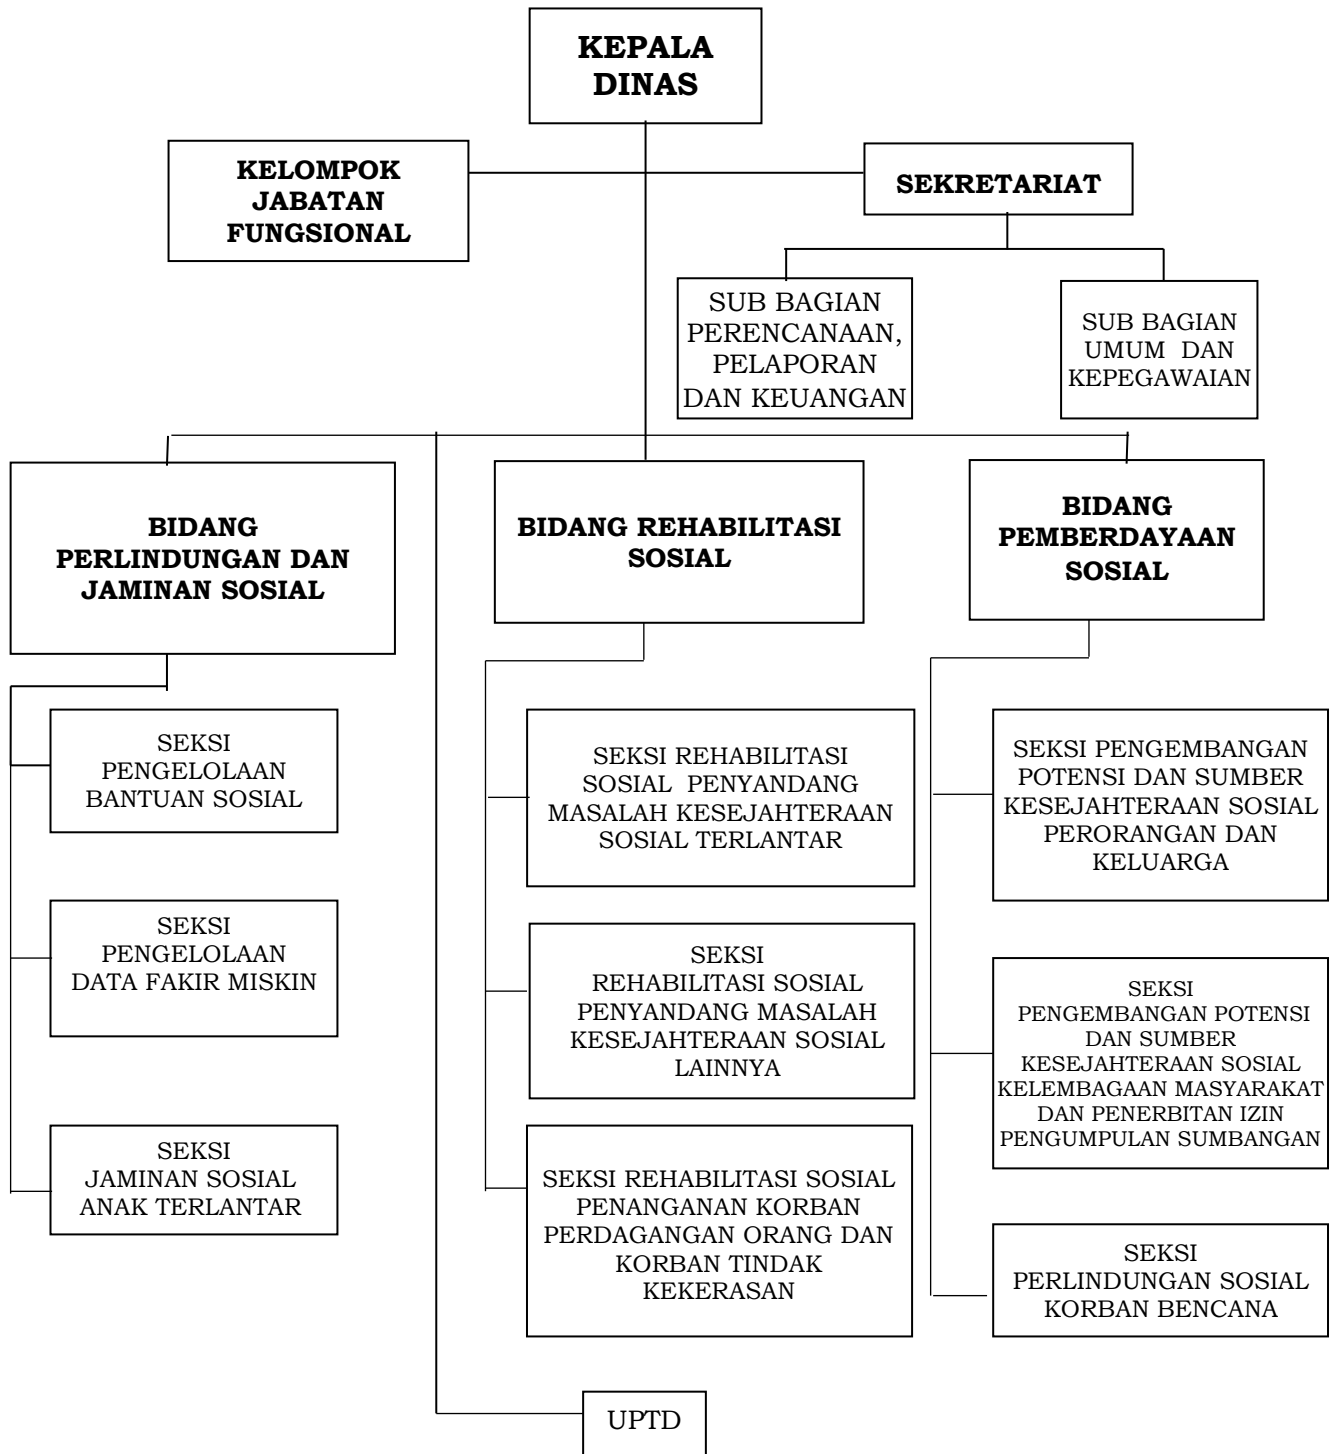 KEPALA
DINAS
KELOMPOK
JABATAN
FUNGSIONAL
SEKRETARIAT
SUB BAGIAN
PERENCANAAN,
PELAPORAN
DAN KEUANGAN
SUB BAGIAN
UMUM DAN
KEPEGAWAIAN
BIDANG
PERLINDUNGAN DAN
JAMINAN SOSIAL
BIDANG REHABILITASI
SOSIAL
BIDANG
PEMBERDAYAAN
SOSIAL
SEKSI
PENGELOLAAN
BANTUAN SOSIAL
SEKSI
PENGELOLAAN
DATA FAKIR MISKIN
SEKSI
JAMINAN SOSIAL
ANAK TERLANTAR
SEKSI REHABILITASI
SOSIAL PENYANDANG
MASALAH KESEJAHTERAAN
SOSIAL TERLANTAR
SEKSI
REHABILITASI SOSIAL
PENYANDANG MASALAH
KESEJAHTERAAN SOSIAL
LAINNYA
SEKSI REHABILITASI SOSIAL
PENANGANAN KORBAN
PERDAGANGAN ORANG DAN
KORBAN TINDAK
KEKERASAN
SEKSI PENGEMBANGAN
POTENSI DAN SUMBER
KESEJAHTERAAN SOSIAL
PERORANGAN DAN
KELUARGA
SEKSI
PENGEMBANGAN POTENSI
DAN SUMBER
KESEJAHTERAAN SOSIAL
KELEMBAGAAN MASYARAKAT
DAN PENERBITAN IZIN
PENGUMPULAN SUMBANGAN
SEKSI
PERLINDUNGAN SOSIAL
KORBAN BENCANA
UPTD